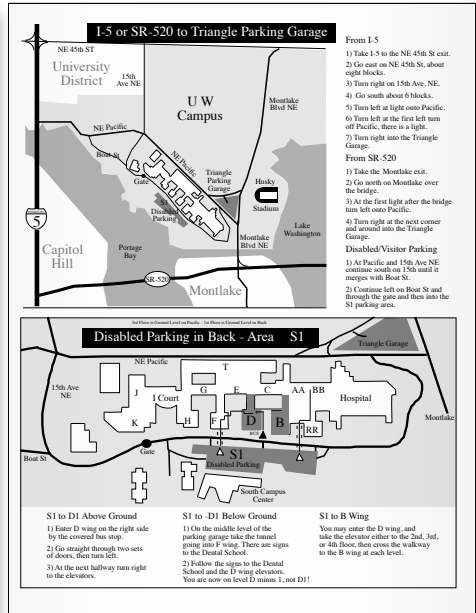 I-5 or SR-520 to Triangle Parking Garage
NE 45th ST
University
District
15th
Ave NE
U W
Campus
Montlake
Blvd NE
NE Pacific
Boat St
NE Pacific
Gate
Triangle
Parking
Garage
Husky
Stadium
S1
Disabled
Parking
5
Capitol
Hill
Portage
Bay
Montlake
Blvd NE
Lake
Washington
SR-520
Montlake
From I-5
1) Take I-5 to the NE 45th St exit.
2) Go east on NE 45th St, about
eight blocks.
3) Turn right on 15th Ave. NE.
4) Go south about 6 blocks.
5) Turn left at light onto Pacific.
6) Turn left at the first left turn
off Pacific, there is a light.
7) Turn right into the Triangle
Garage.
From SR-520
1) Take the Montlake exit.
2) Go north on Montlake over
the bridge.
3) At the first light after the bridge
turn left onto Pacific.
4) Turn right at the next corner
and around into the Triangle
Garage.
Disabled/Visitor Parking
1) At Pacific and 15th Ave NE
continue south on 15th until it
merges with Boat St.
2) Continue left on Boat St and
through the gate and then into the
S1 parking area.
3rd Floor is Ground Level on Pacific 1st Floor is Ground Level in Back
Disabled Parking in Back - Area S1
Triangle Garage
NE Pacific
T
15th Ave
NE
J
I Court
G
E
C
AA
BB
Hospital
K
H
F
D
B
RR
BUS
Montlake
Boat St
Gate
S1
Disabled Parking
South Campus
Center
S1 to D1 Above Ground
1) Enter D wing on the right side
by the covered bus stop.
2) Go straight through two sets
of doors, then turn left.
3) At the next hallway turn right
to the elevators.
S1 to -D1 Below Ground
1) On the middle level of the
parking garage take the tunnel
going into F wing. There are signs
to the Dental School.
2) Follow the signs to the Dental
School and the D wing elevators.
You are now on level D minus 1, not D1!
S1 to B Wing
You may enter the D wing, and
take the elevator either to the 2nd, 3rd,
or 4th floor, then cross the walkway
to the B wing at each level.